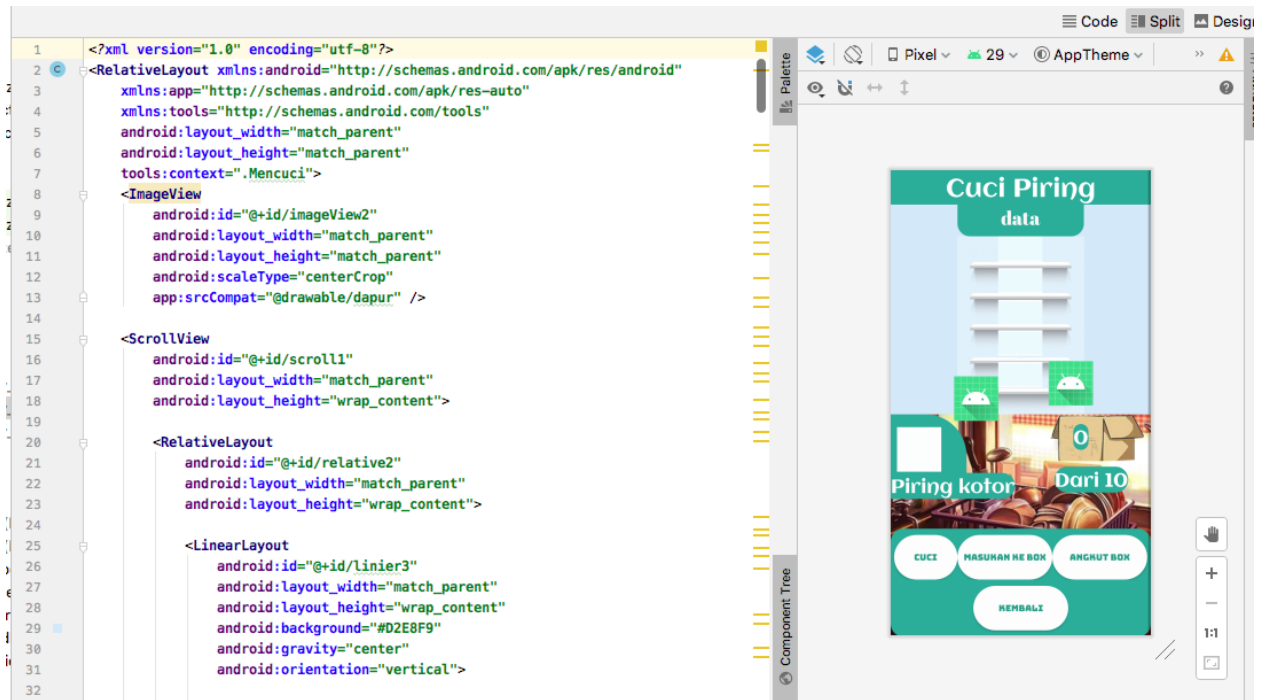 Code Split Desig
Palette
Pixel 29 AppTheme
1 <?xml version="1.0" encoding="utf-8"?>
2 C <RelativeLayout xmlns:android="http://schemas.android.com/apk/res/android"
3 xmlns:app="http://schemas.android.com/apk/res-auto"
4 xmlns:tools="http://schemas.android.com/tools"
5 android:layout_width="match_parent"
6 android:layout_height="match_parent"
7 tools:context=".Mencuci">
8 <ImageView
9 android:id="@+id/imageView2"
10 android:layout_width="match_parent"
11 android:layout_height="match_parent"
12 android:scaleType="centerCrop"
13 app:srcCompat="@drawable/dapur" />
14
15 <ScrollView
16 android:id="@+id/scroll1"
17 android:layout_width="match_parent"
18 android:layout_height="wrap_content">
19
20 <RelativeLayout
21 android:id="@+id/relative2"
22 android:layout_width="match_parent"
23 android:layout_height="wrap_content">
24
25 <LinearLayout
26 android:id="@+id/linier3"
27 android:layout_width="match_parent"
28 android:layout_height="wrap_content"
29 android:background="#D2E8F9"
30 android:gravity="center"
31 android:orientation="vertical">
32
Component Tree
Cuci Piring
data
0
Piring kotor
Dari 10
CUCI MASUKAN KE BOX ANGKUT BOX
KEMBALI
1:1